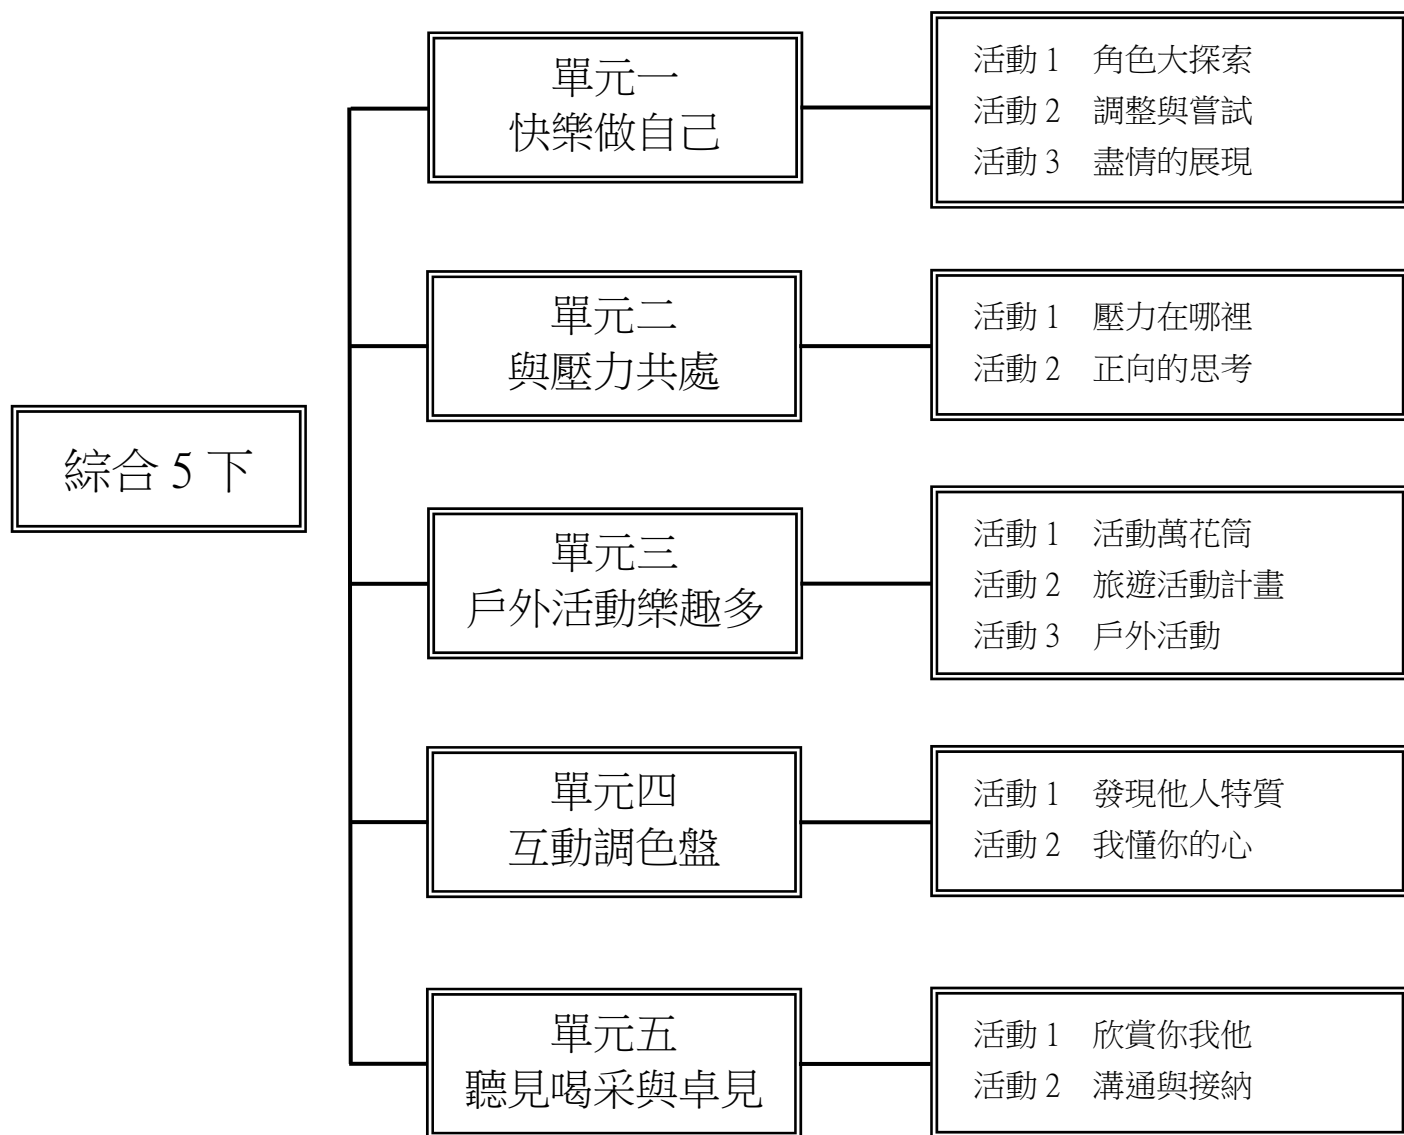 綜合 5 下
單元一
快樂做自己
活動 1　角色大探索
活動 2　調整與嘗試
活動 3　盡情的展現
單元二
與壓力共處
活動 1　壓力在哪裡
活動 2　正向的思考
單元三
戶外活動樂趣多
活動 1　活動萬花筒
活動 2　旅遊活動計畫
活動 3　戶外活動
單元四
互動調色盤
活動 1　發現他人特質
活動 2　我懂你的心
單元五
聽見喝采與卓見
活動 1　欣賞你我他
活動 2　溝通與接納